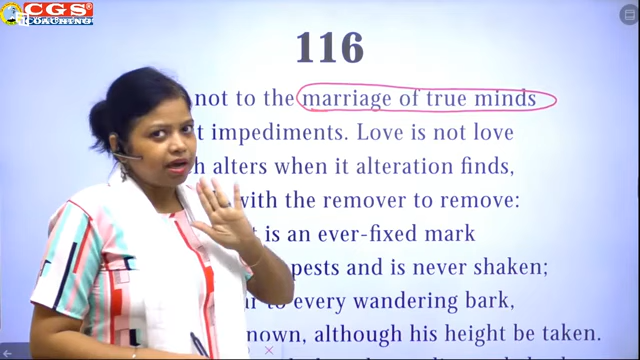 CGS
COACHING
116
not to the marriage of true minds
t impediments. Love is not love
h alters when it alteration finds,
with the remover to remove:
t is an ever-fixed mark
pests and is never shaken;
ar to every wandering bark,
nown, although his height be taken.